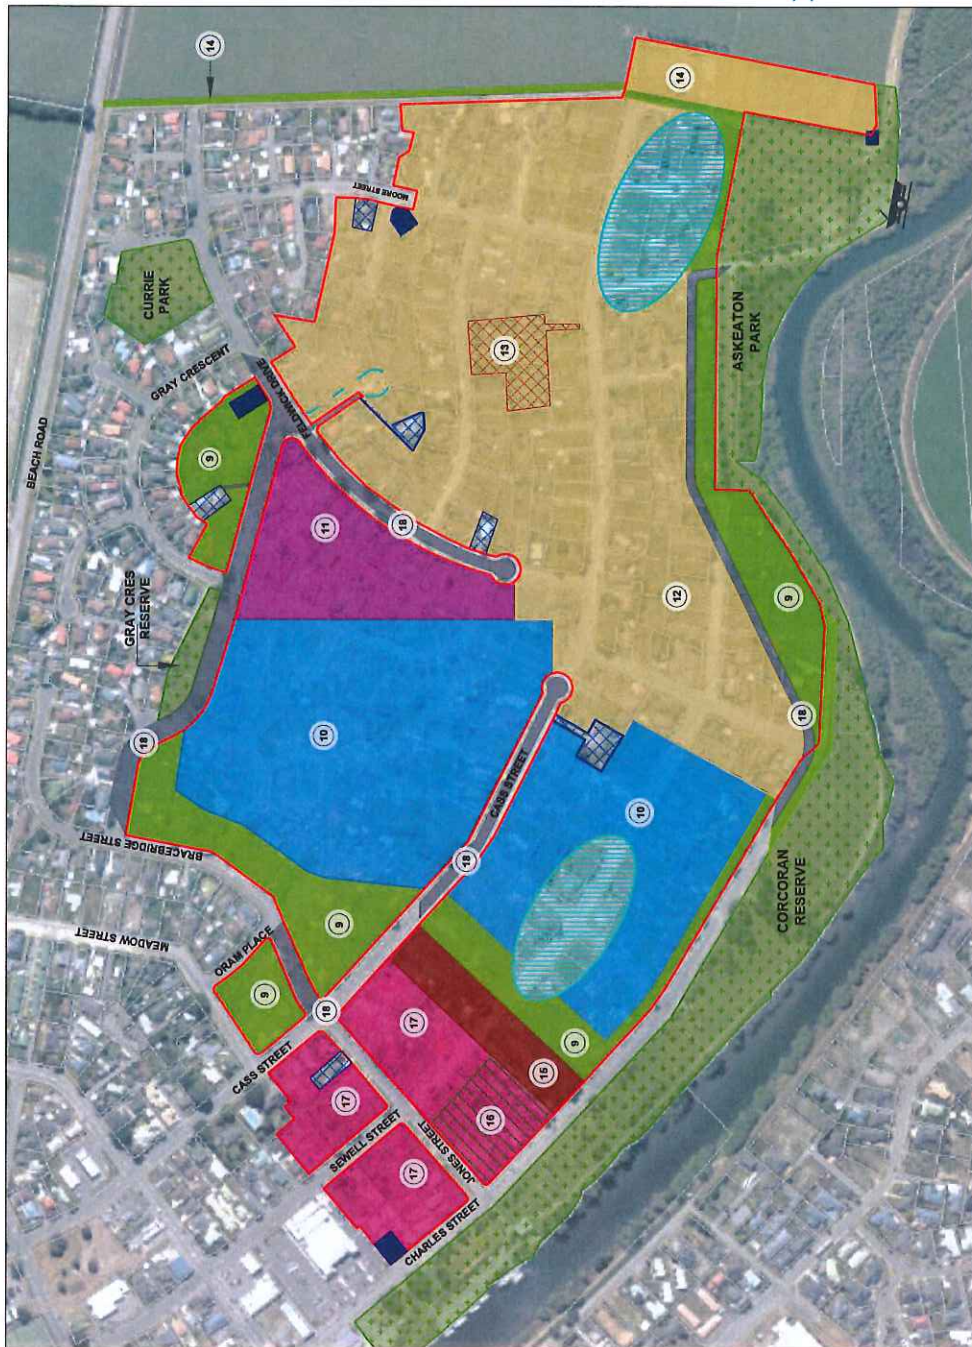 14
14
BEACH ROAD
CURRIE
PARK
MOORE STREET
GRAY CRESCENT
FELDWICK DRIVE
13
ASKEATON
PARK
9
11
18
GRAY CRES
RESERVE
12
9
10
18
18
CASS STREET
10
BRACEBRIDGE STREET
18
CORCORAN
RESERVE
MEADOW STREET
ORAM PLACE
9
9
18
17
9
15
CASS STREET
17
16
SEWELL STREET
JONES STREET
17
CHARLES STREET